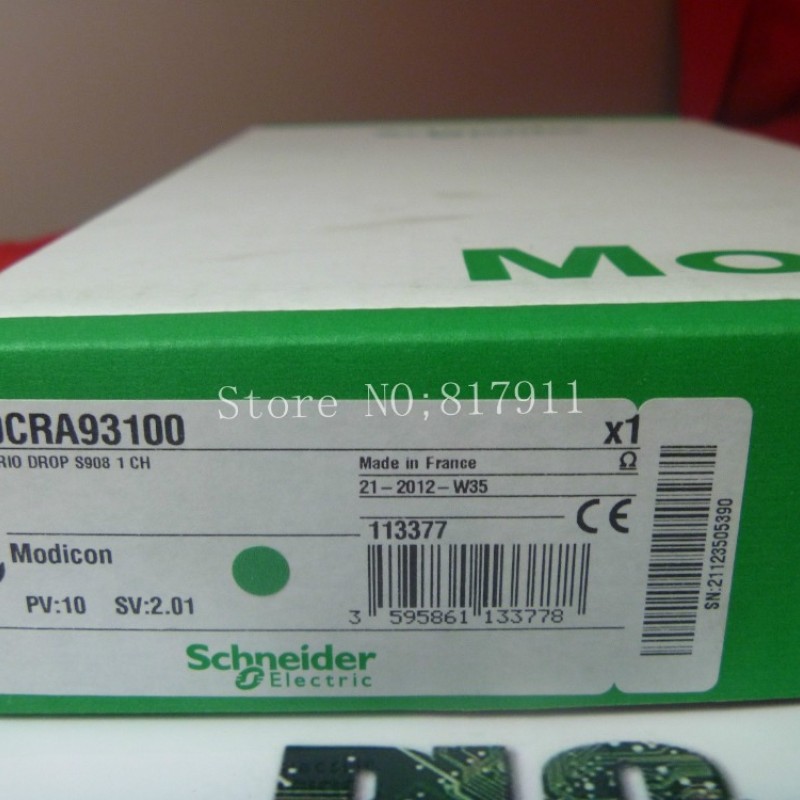 MO
Store NO;817911
0CRA93100
x1
RIO DROP S908 1 CH
Made in France
Ω
21-2012-W35
CE
113377
Modicon
PV:10 SV:2.01
3 595861 133778
SN:21123505390
Schneider
Electric